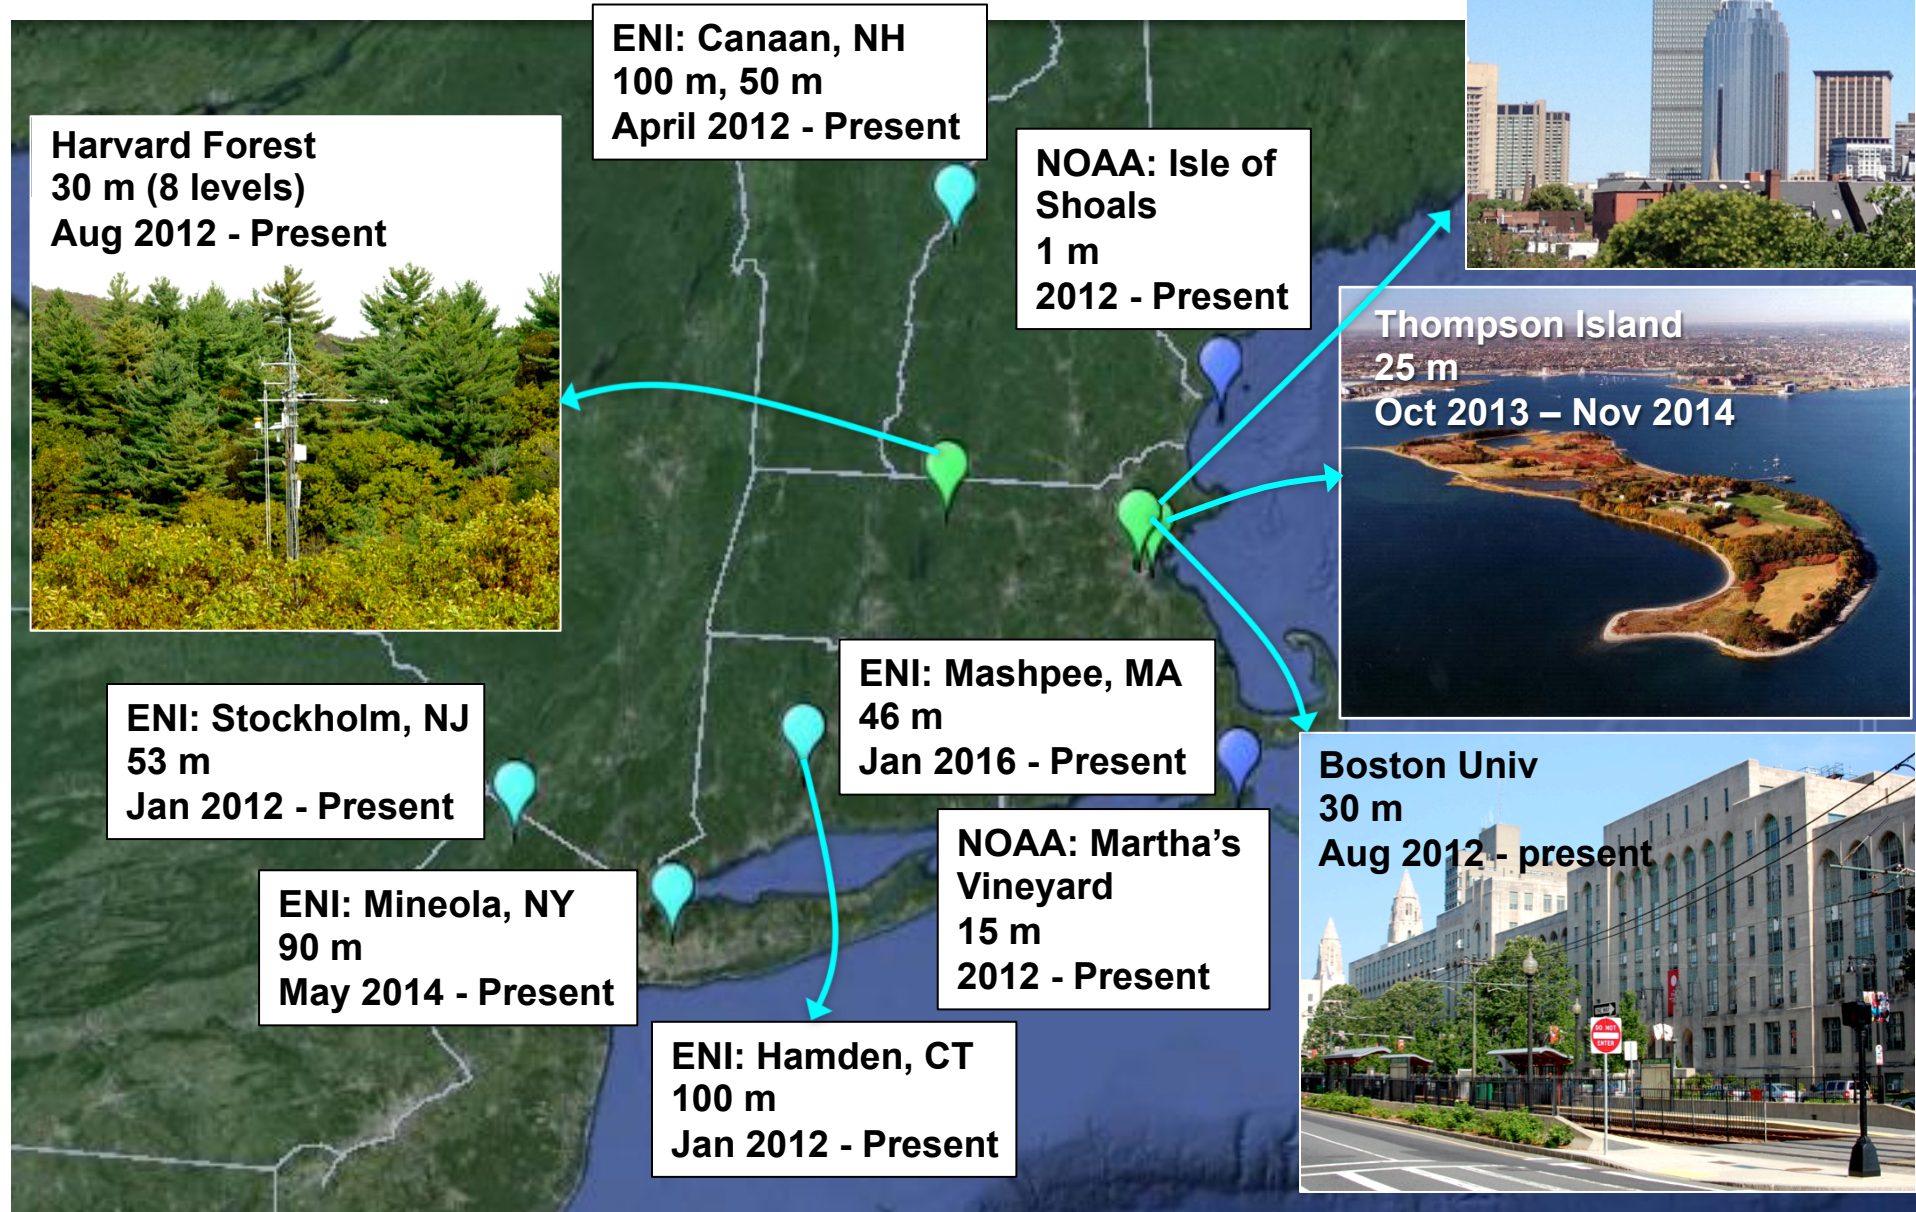 ENI: Canaan, NH
100 m, 50 m
April 2012 - Present
Harvard Forest
30 m (8 levels)
Aug 2012 - Present
NOAA: Isle of
Shoals
1 m
2012 - Present
Thompson Island
25 m
Oct 2013 – Nov 2014
ENI: Mashpee, MA
46 m
Jan 2016 - Present
ENI: Stockholm, NJ
53 m
Jan 2012 - Present
Boston Univ
30 m
Aug 2012 - present
NOAA: Martha's
Vineyard
15 m
2012 - Present
ENI: Mineola, NY
90 m
May 2014 - Present
ENI: Hamden, CT
100 m
Jan 2012 - Present
DO NOT
ENTER